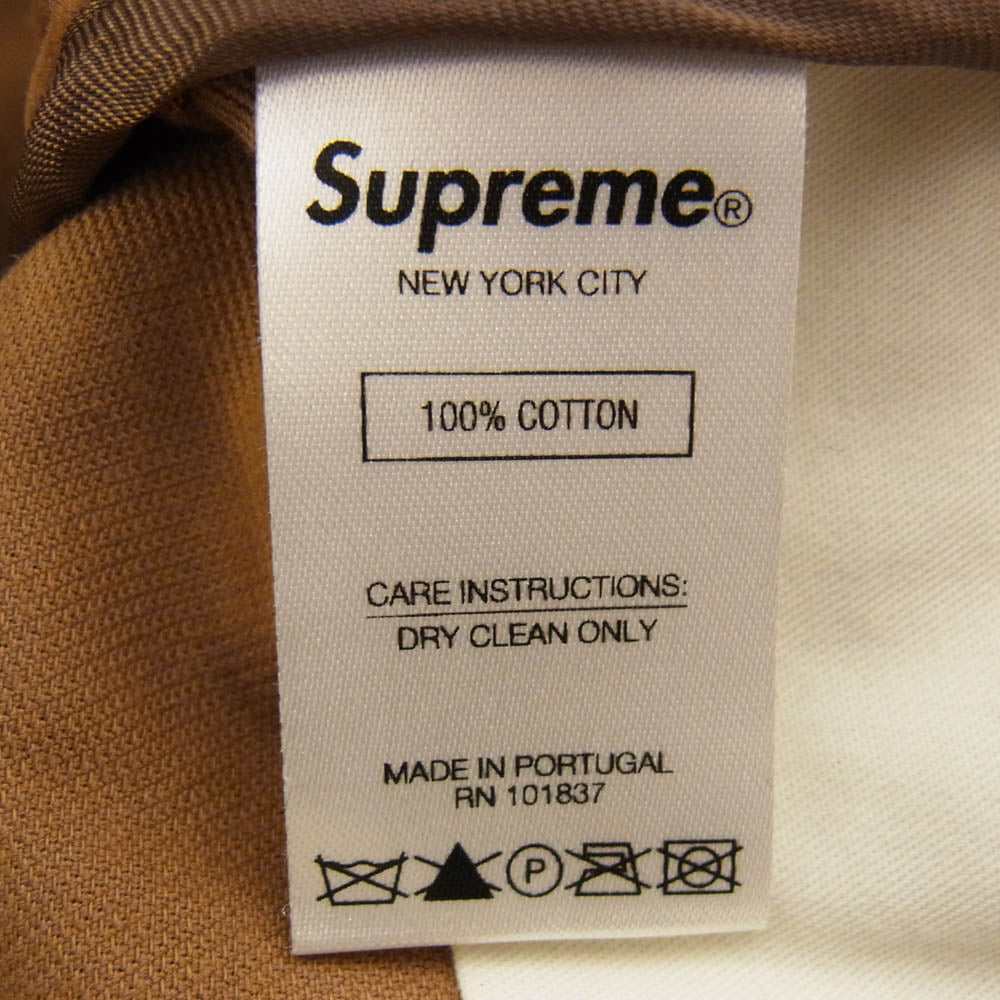 Supreme®
NEW YORK CITY
100% COTTON
CARE INSTRUCTIONS:
DRY CLEAN ONLY
MADE IN PORTUGAL
RN 101837
P